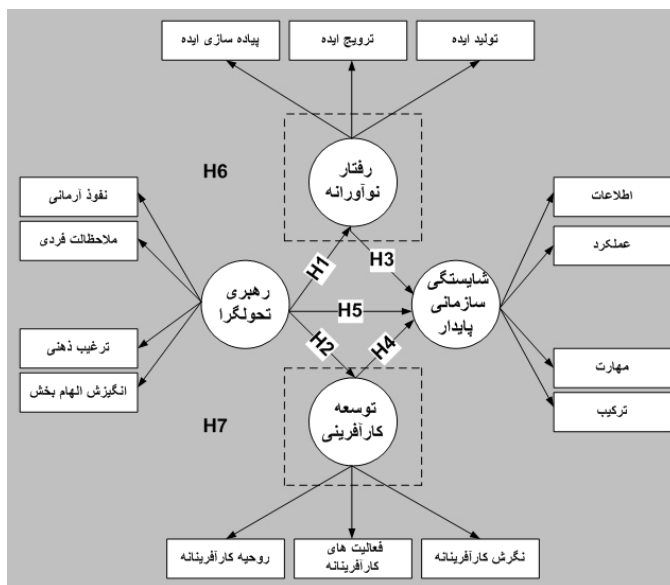 تولید ایده
ترویج ایده
پیاده سازی ایده
رفتار
نوآورانه
H6
نفوذ آرمانی
ملاحظالت فردی
ترغیب ذهنی
انگیزش الهام بخش
رهبری
تحولگرا
H1
H3
H5
H2
H4
شایستگی
سازمانی
پایدار
اطلاعات
عملکرد
مهارت
ترکیب
H7
توسعه
کارآفرینی
نگرش کارآفرینانه
فعالیت های
کارآفرینانه
روحیه کارآفرینانه